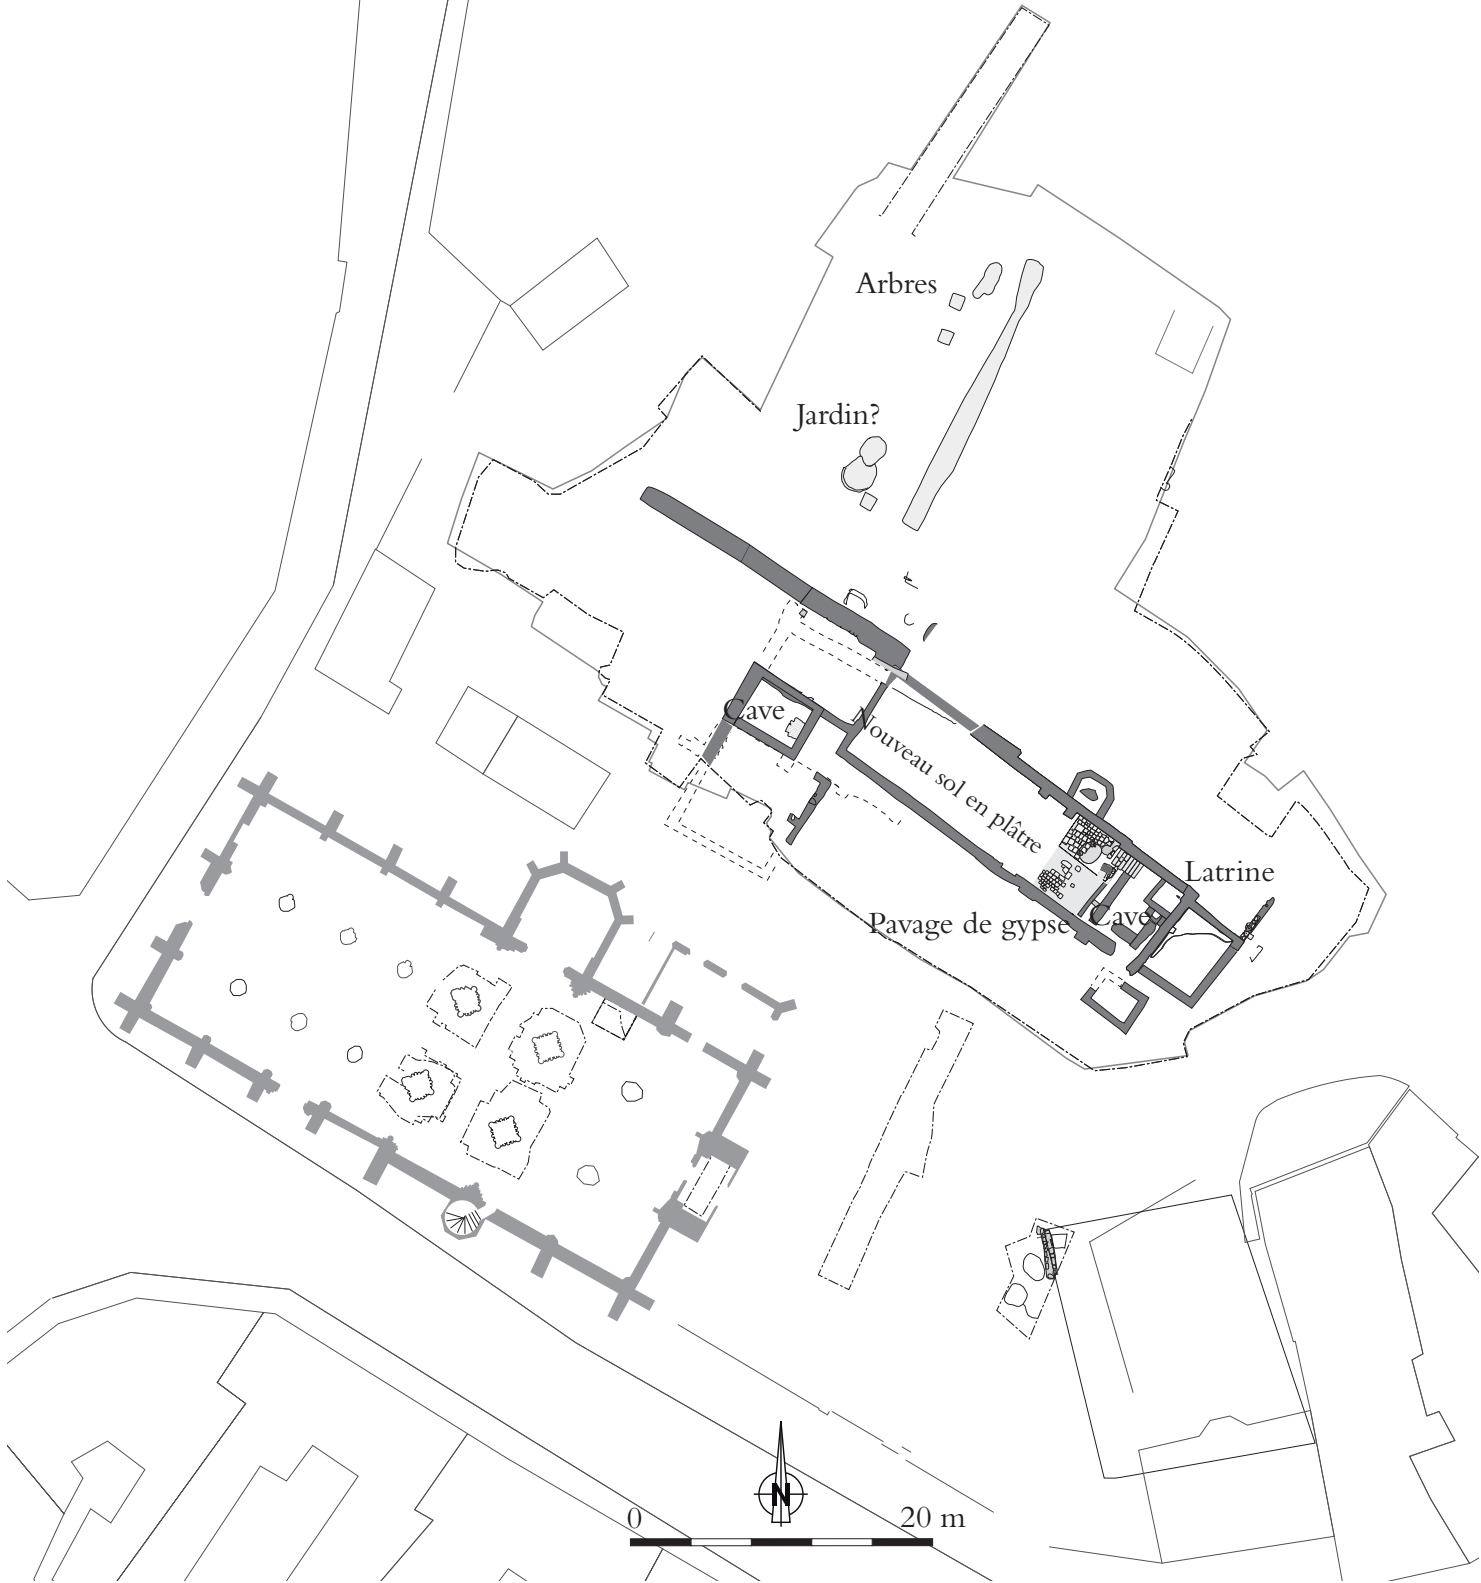 Arbres
Jardin?
Cave
Nouveau sol en plâtre
Latrine
Pavage de gypse
Cave
N
0
20 m